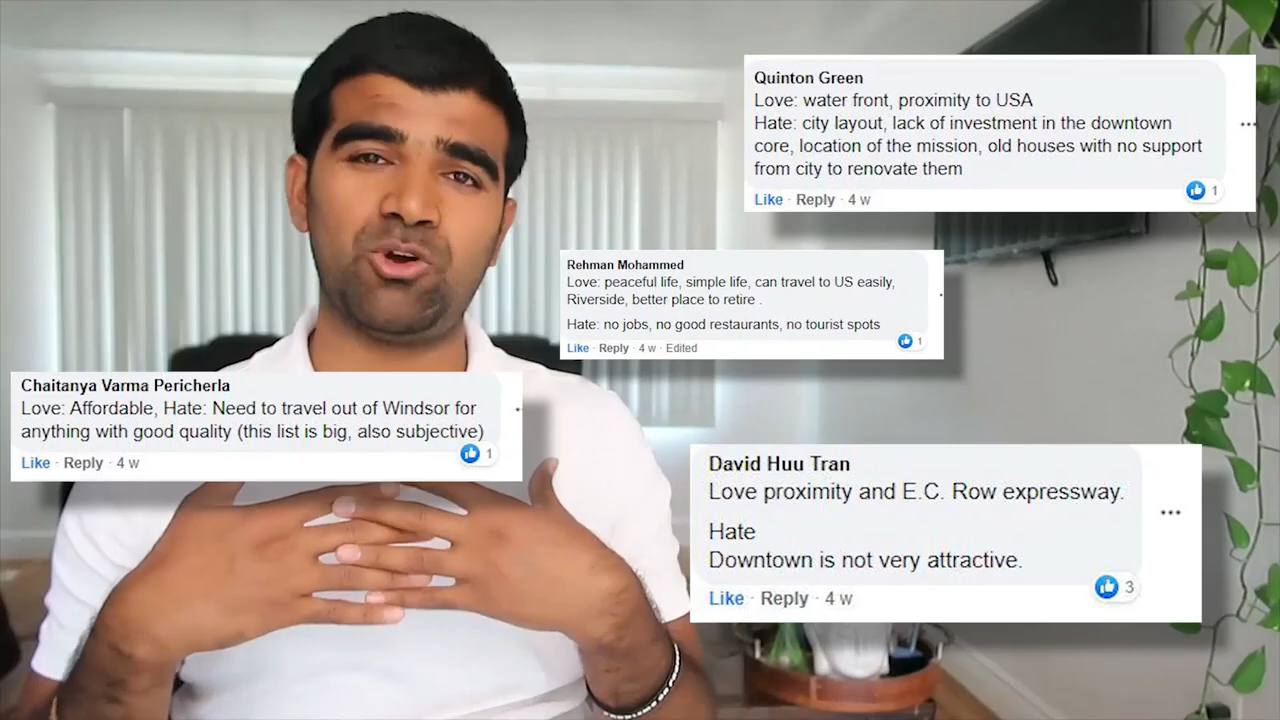 Quinton Green
Love: water front, proximity to USA
Hate: city layout, lack of investment in the downtown
core, location of the mission, old houses with no support
from city to renovate them
Like · Reply · 4 w
1
Rehman Mohammed
Love: peaceful life, simple life, can travel to US easily,
Riverside, better place to retire .
Hate: no jobs, no good restaurants, no tourist spots
Like · Reply · 4 w · Edited
1
Chaitanya Varma Pericherla
Love: Affordable, Hate: Need to travel out of Windsor for
anything with good quality (this list is big, also subjective)
Like · Reply · 4 w
1
David Huu Tran
Love proximity and E.C. Row expressway.
Hate
Downtown is not very attractive.
Like · Reply · 4 w
3